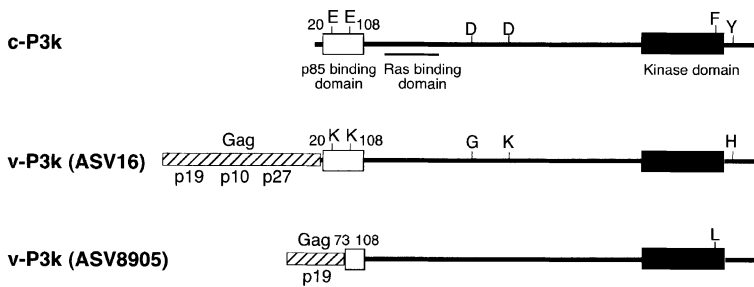 20 E E 108 D D F Y
c-P3k
p85 binding domain Ras binding domain Kinase domain
Gag 20 K K 108 G K H
v-P3k (ASV16)
p19 p10 p27
Gag 73 108 L
v-P3k (ASV8905)
p19